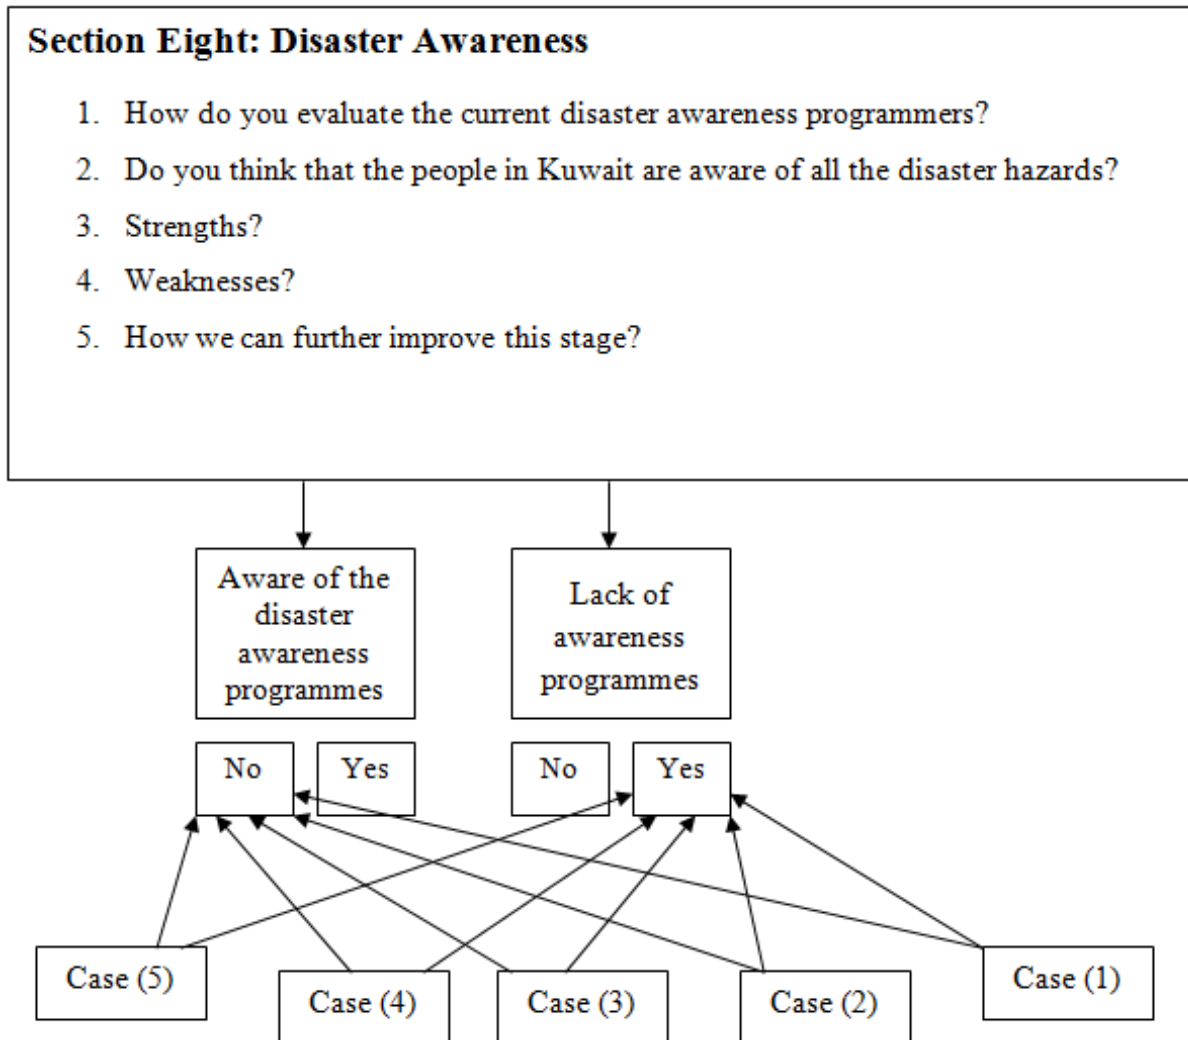 Section Eight: Disaster Awareness
1. How do you evaluate the current disaster awareness programmers?
2. Do you think that the people in Kuwait are aware of all the disaster hazards?
3. Strengths?
4. Weaknesses?
5. How we can further improve this stage?
Aware of the
disaster
awareness
programmes
Lack of
awareness
programmes
No
Yes
No
Yes
Case (5)
Case (4)
Case (3)
Case (2)
Case (1)